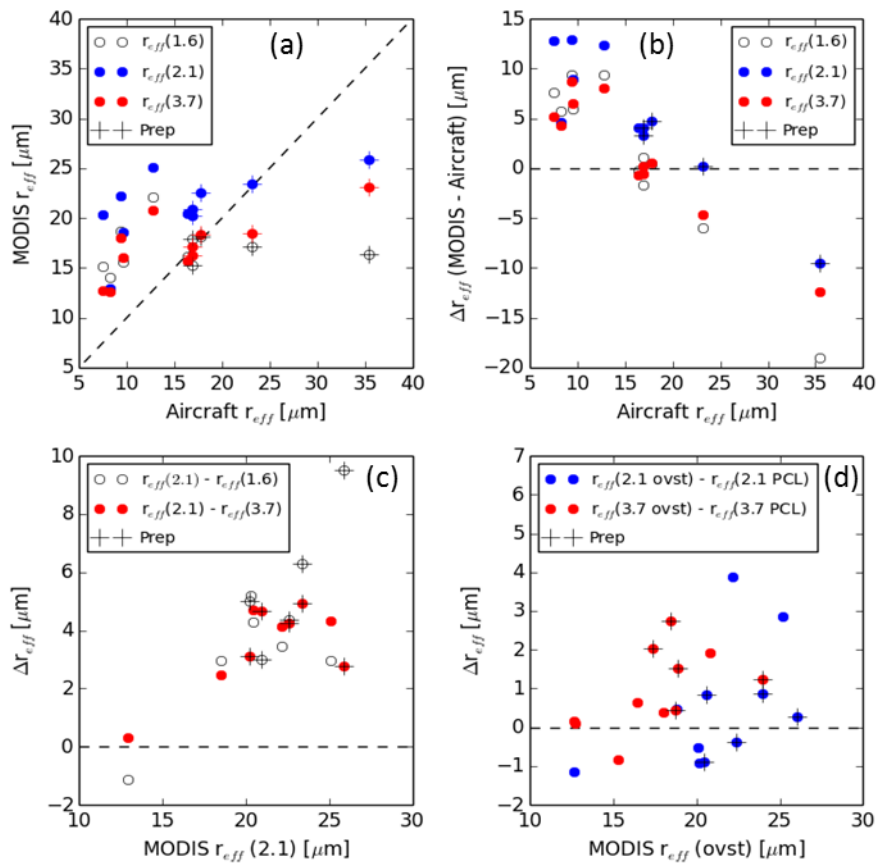 (a)
r_eff(1.6)
r_eff(2.1)
r_eff(3.7)
Prep
MODIS r_eff [μm]
40
35
30
25
20
15
10
5
5 10 15 20 25 30 35 40
Aircraft r_eff [μm]
(b)
r_eff(1.6)
r_eff(2.1)
r_eff(3.7)
Δr_eff (MODIS - Aircraft) [μm]
15
10
5
0
−5
−10
−15
−20
5 10 15 20 25 30 35 40
Aircraft r_eff [μm]
(c)
r_eff(2.1) - r_eff(1.6)
r_eff(2.1) - r_eff(3.7)
Prep
Δr_eff [μm]
10
8
6
4
2
0
−2
10 15 20 25 30
MODIS r_eff (2.1) [μm]
(d)
r_eff(2.1 ovst) - r_eff(2.1 PCL)
r_eff(3.7 ovst) - r_eff(3.7 PCL)
Prep
Δr_eff [μm]
7
6
5
4
3
2
1
0
−1
−2
10 15 20 25 30
MODIS r_eff (ovst) [μm]